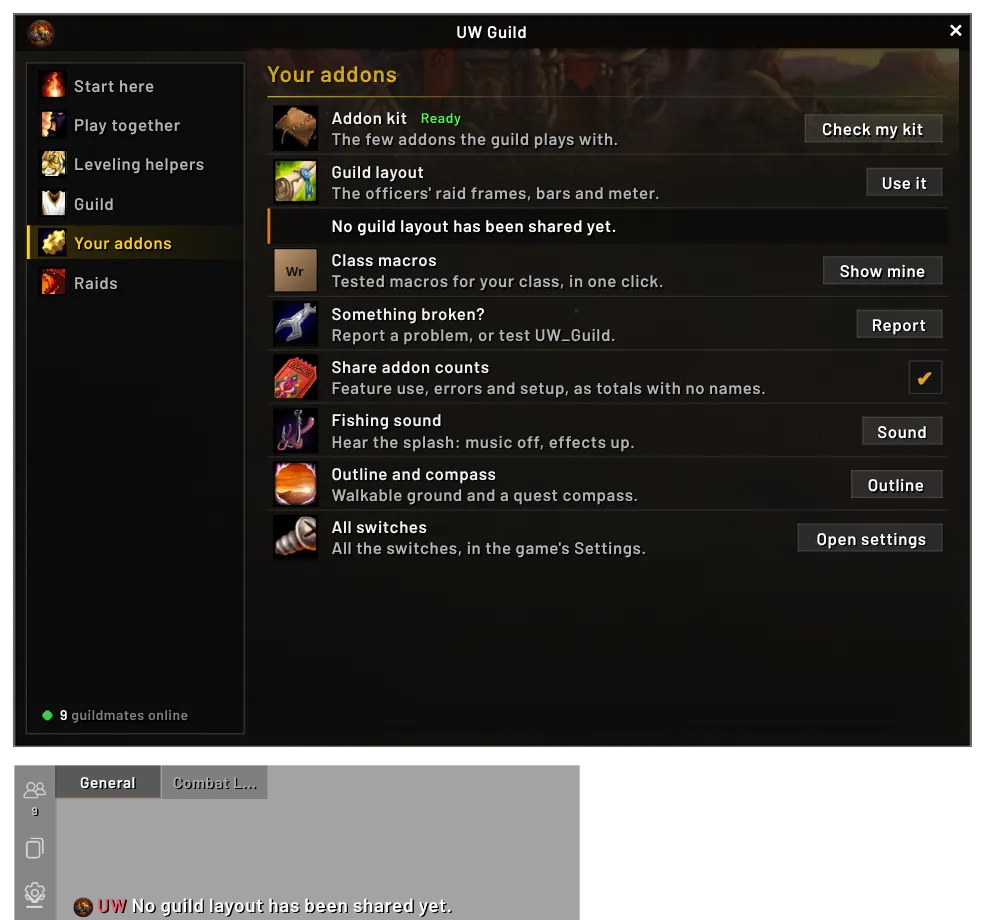 UW Guild
Start here
Play together
Leveling helpers
Guild
Your addons
Raids
9 guildmates online
Your addons
Addon kit Ready
The few addons the guild plays with.
Check my kit
Guild layout
The officers' raid frames, bars and meter.
Use it
No guild layout has been shared yet.
Wr
Class macros
Tested macros for your class, in one click.
Show mine
Something broken?
Report a problem, or test UW_Guild.
Report
Share addon counts
Feature use, errors and setup, as totals with no names.
Fishing sound
Hear the splash: music off, effects up.
Sound
Outline and compass
Walkable ground and a quest compass.
Outline
All switches
All the switches, in the game's Settings.
Open settings
General
Combat L...
9
UW No guild layout has been shared yet.